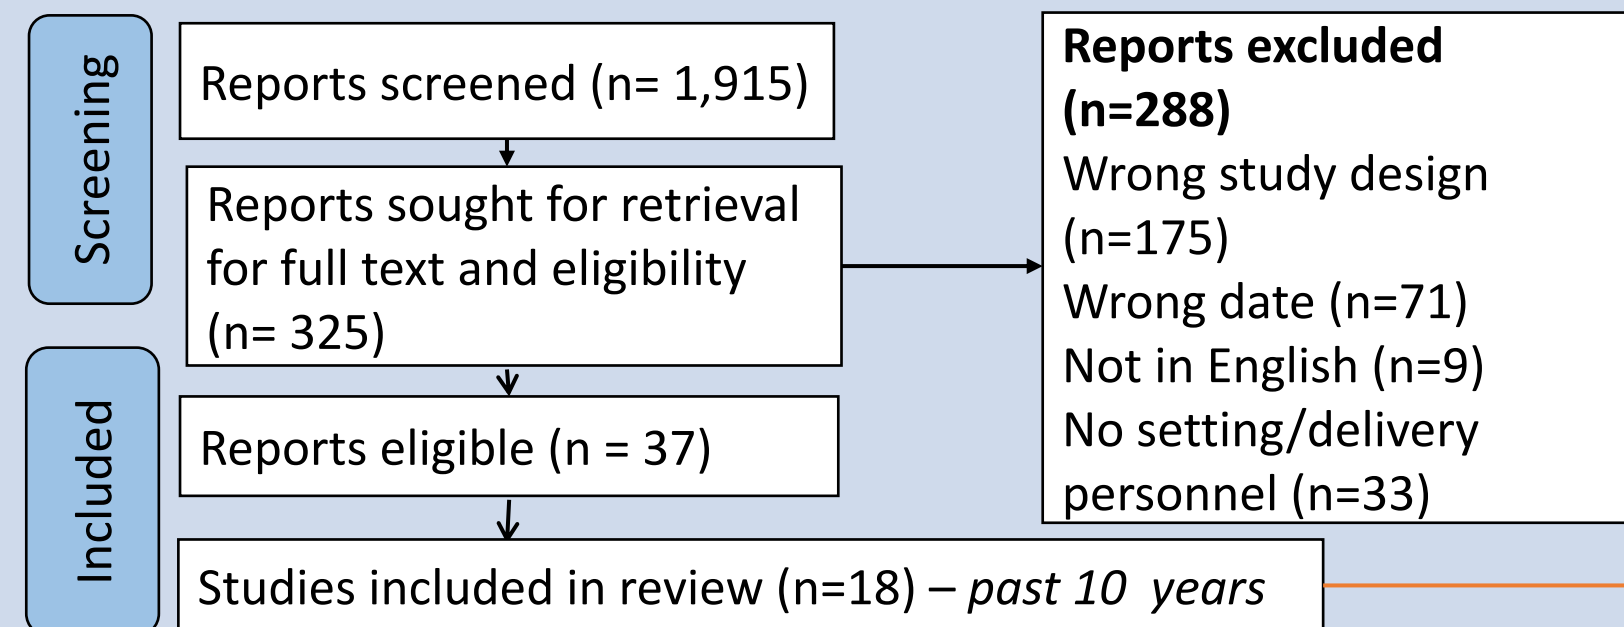 Screening
Reports screened (n= 1,915)
Reports sought for retrieval
for full text and eligibility
(n= 325)
Reports excluded
(n=288)
Wrong study design
(n=175)
Wrong date (n=71)
Not in English (n=9)
No setting/delivery
personnel (n=33)
Included
Reports eligible (n = 37)
Studies included in review (n=18) – past 10 years